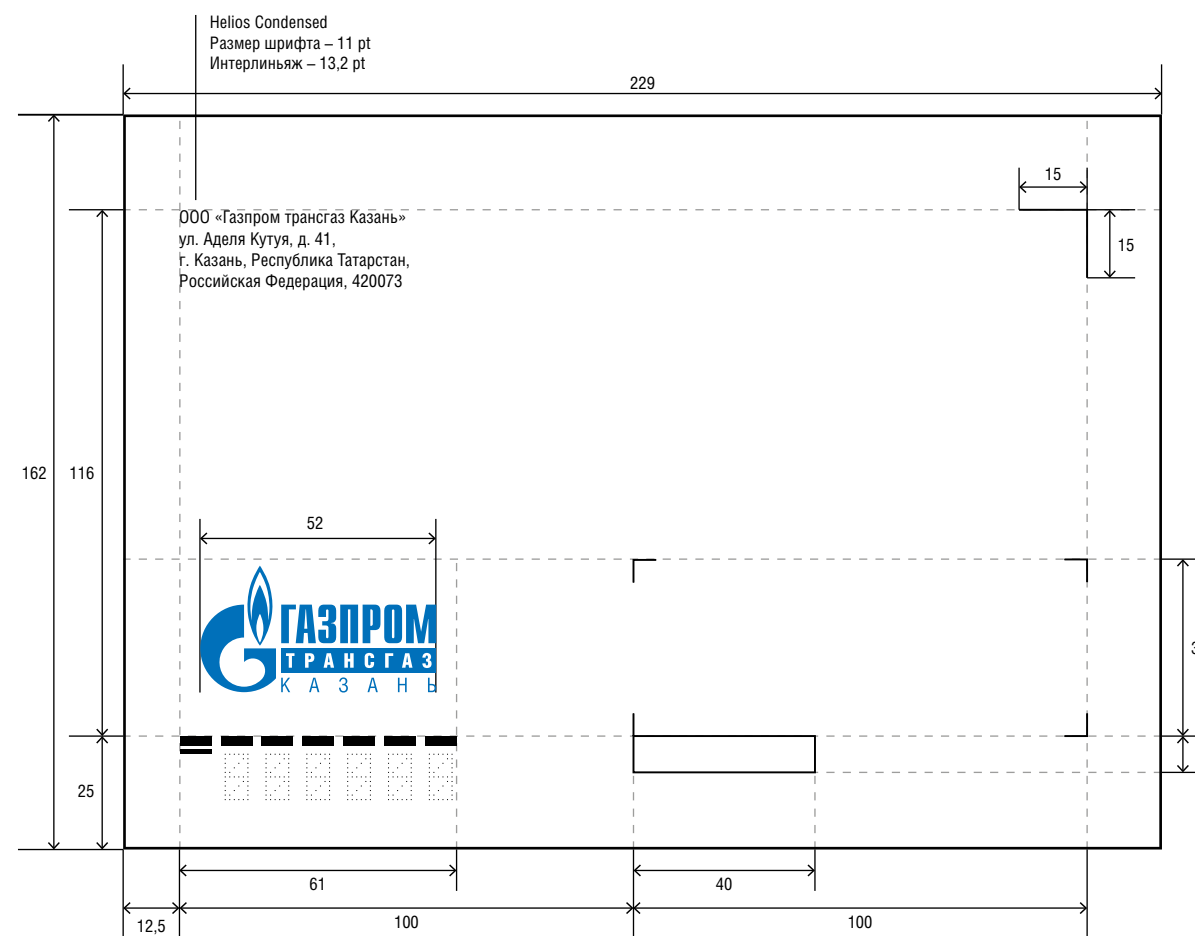 Helios Condensed
Размер шрифта – 11 pt
Интерлиньяж – 13,2 pt
229
15
15
ООО «Газпром трансгаз Казань»
ул. Аделя Кутуя, д. 41,
г. Казань, Республика Татарстан,
Российская Федерация, 420073
162
116
52
ГАЗПРОМ
ТРАНСГАЗ
КАЗАНЬ
25
61
40
12,5
100
100